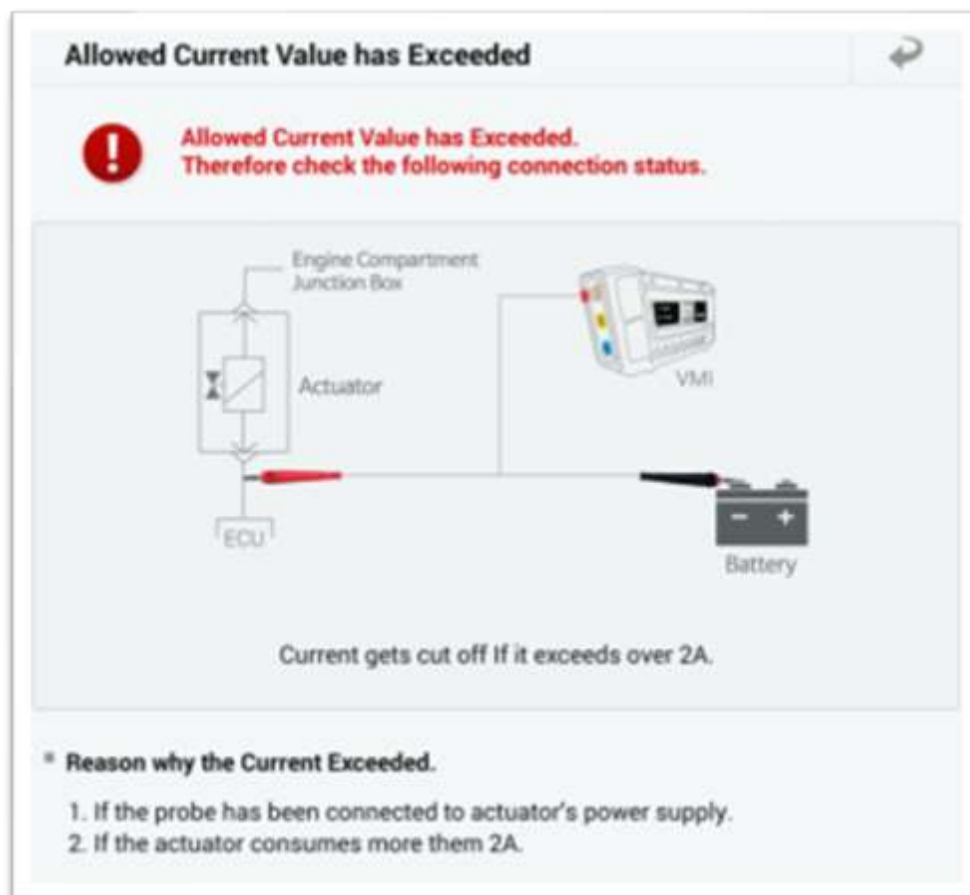 Allowed Current Value has Exceeded
Allowed Current Value has Exceeded.
Therefore check the following connection status.
Engine Compartment
Junction Box
Actuator
VMI
ECU
- +
Battery
Current gets cut off If it exceeds over 2A.
Reason why the Current Exceeded.
1. If the probe has been connected to actuator's power supply.
2. If the actuator consumes more them 2A.